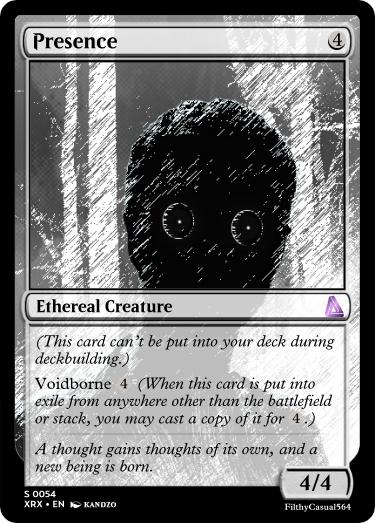 Presence 4
Ethereal Creature
(This card can't be put into your deck during
deckbuilding.)
Voidborne 4 (When this card is put into
exile from anywhere other than the battlefield
or stack, you may cast a copy of it for 4.)
A thought gains thoughts of its own, and a
new being is born.
4/4
S 0054
XRX • EN KANDZO
FilthyCasual564